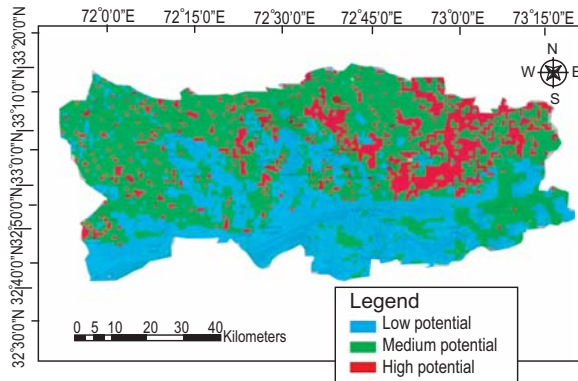 72°0'0"E 72°15'0"E 72°30'0"E 72°45'0"E 73°0'0"E 73°15'0"E
33°20'0"N
33°10'0"N
33°0'0"N
32°50'0"N
32°40'0"N
32°30'0"N
N
W E
S
0 5 10 20 30 40
Kilometers
Legend
Low potential
Medium potential
High potential